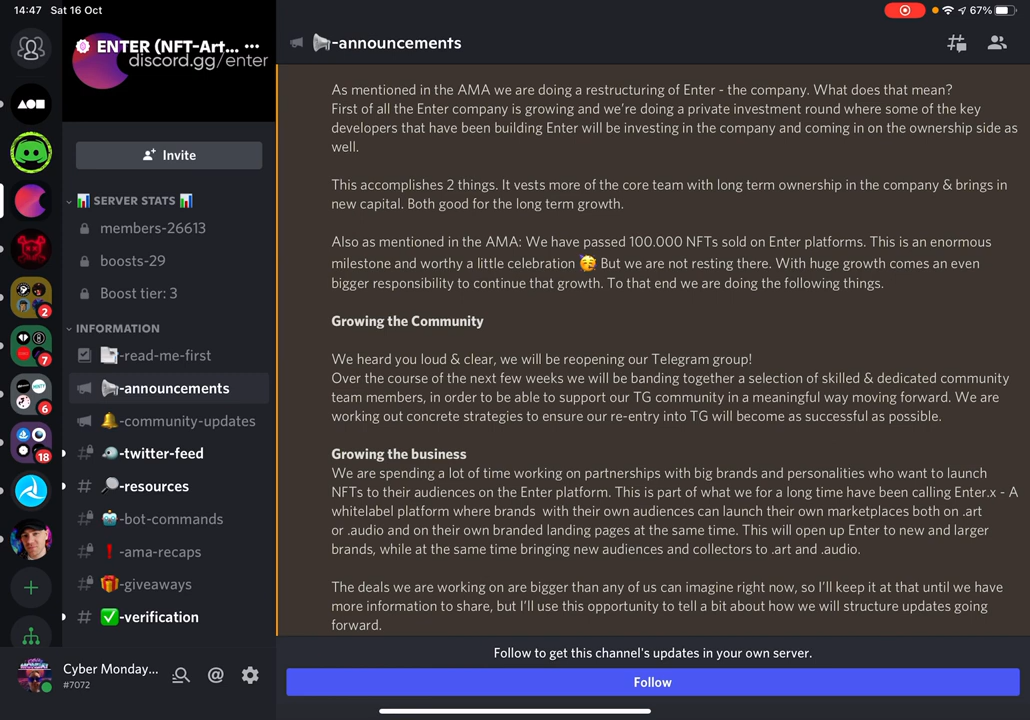 14:47 Sat 16 Oct
67%
ENTER (NFT-Art...
discord.gg/enter
Invite
SERVER STATS
members-26613
boosts-29
Boost tier: 3
INFORMATION
-read-me-first
-announcements
-community-updates
-twitter-feed
-resources
-bot-commands
-ama-recaps
-giveaways
-verification
2
7
6
18
Cyber Monday...
#7072
-announcements
As mentioned in the AMA we are doing a restructuring of Enter - the company. What does that mean?
First of all the Enter company is growing and we're doing a private investment round where some of the key
developers that have been building Enter will be investing in the company and coming in on the ownership side as
well.
This accomplishes 2 things. It vests more of the core team with long term ownership in the company & brings in
new capital. Both good for the long term growth.
Also as mentioned in the AMA: We have passed 100.000 NFTs sold on Enter platforms. This is an enormous
milestone and worthy a little celebration 🥳 But we are not resting there. With huge growth comes an even
bigger responsibility to continue that growth. To that end we are doing the following things.
Growing the Community
We heard you loud & clear, we will be reopening our Telegram group!
Over the course of the next few weeks we will be banding together a selection of skilled & dedicated community
team members, in order to be able to support our TG community in a meaningful way moving forward. We are
working out concrete strategies to ensure our re-entry into TG will become as successful as possible.
Growing the business
We are spending a lot of time working on partnerships with big brands and personalities who want to launch
NFTs to their audiences on the Enter platform. This is part of what we for a long time have been calling Enter.x - A
whitelabel platform where brands with their own audiences can launch their own marketplaces both on .art
or .audio and on their own branded landing pages at the same time. This will open up Enter to new and larger
brands, while at the same time bringing new audiences and collectors to .art and .audio.
The deals we are working on are bigger than any of us can imagine right now, so I'll keep it at that until we have
more information to share, but I'll use this opportunity to tell a bit about how we will structure updates going
forward.
Follow to get this channel's updates in your own server.
Follow